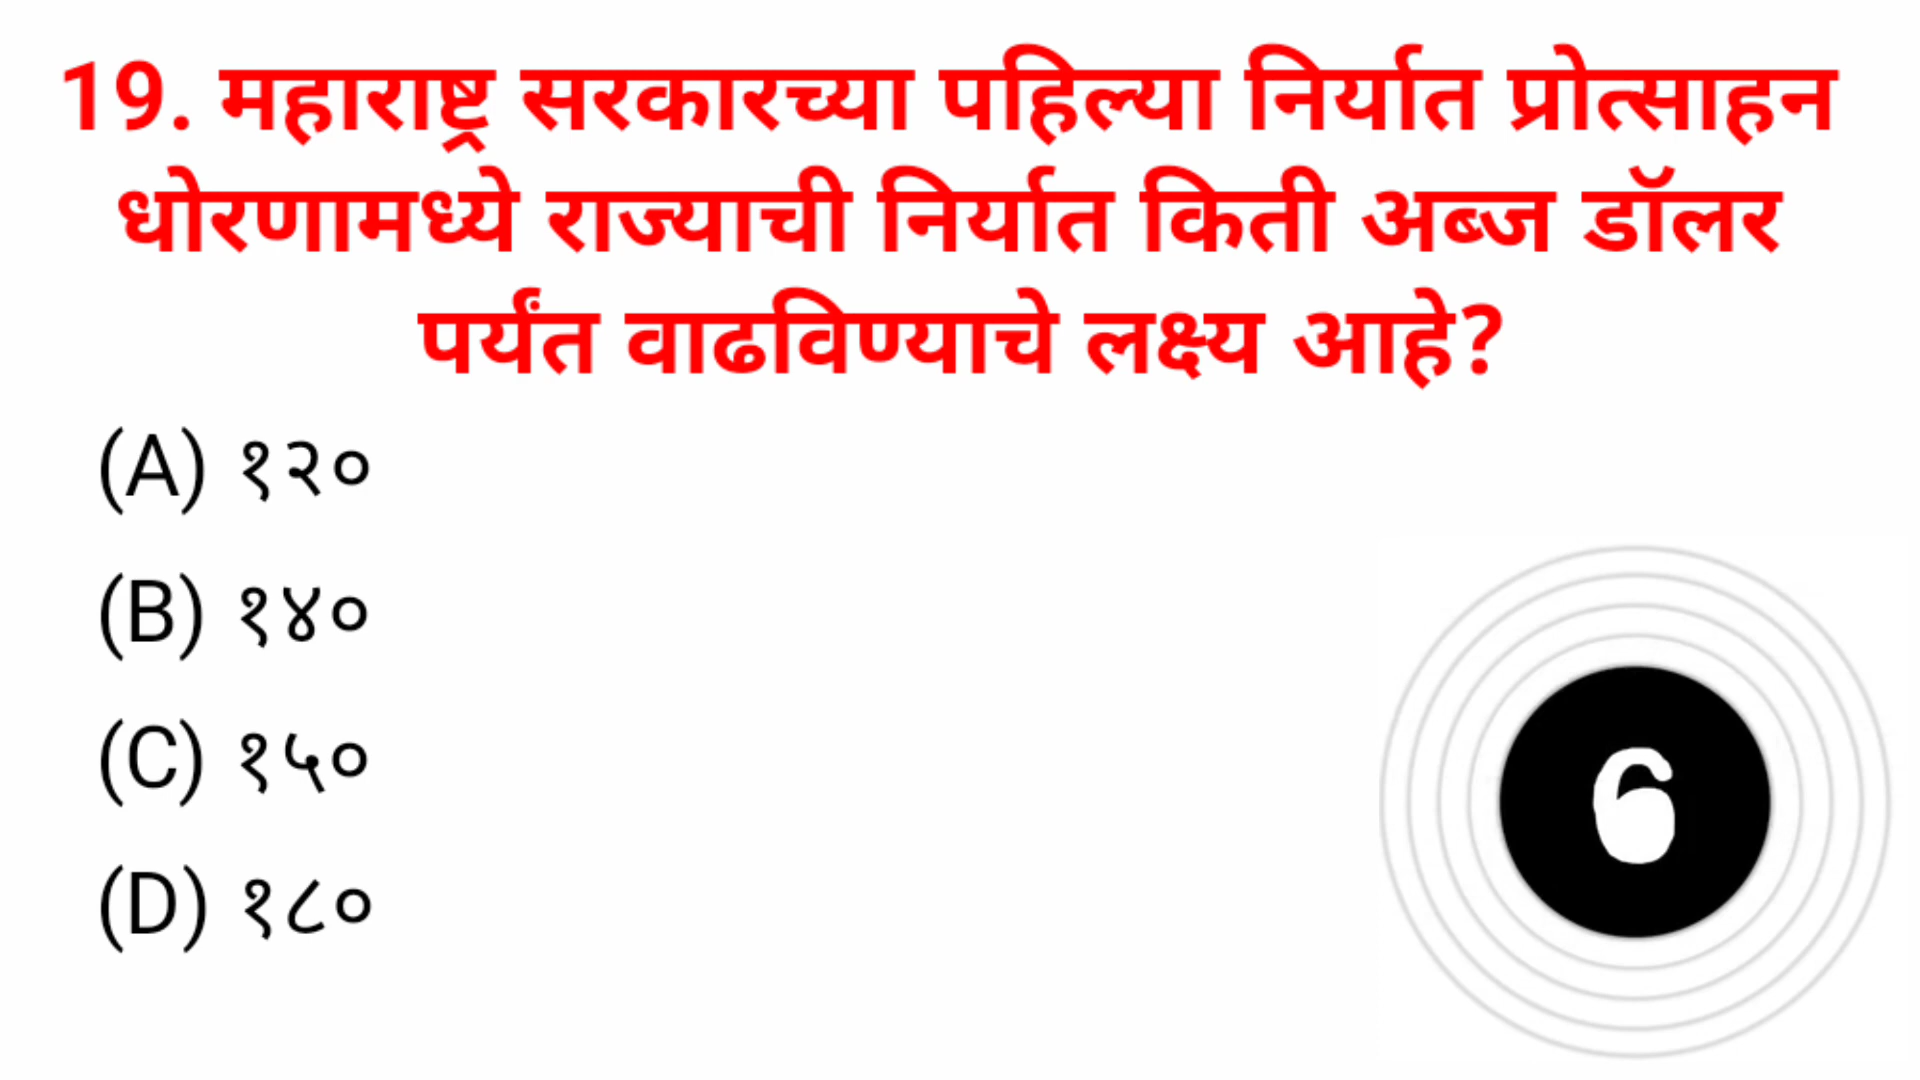 19. महाराष्ट्र सरकारच्या पहिल्या निर्यात प्रोत्साहन
धोरणामध्ये राज्याची निर्यात किती अब्ज डॉलर
पर्यंत वाढविण्याचे लक्ष्य आहे?
(A) १२०
(B) १४०
(C) १५०
(D) १८०
6